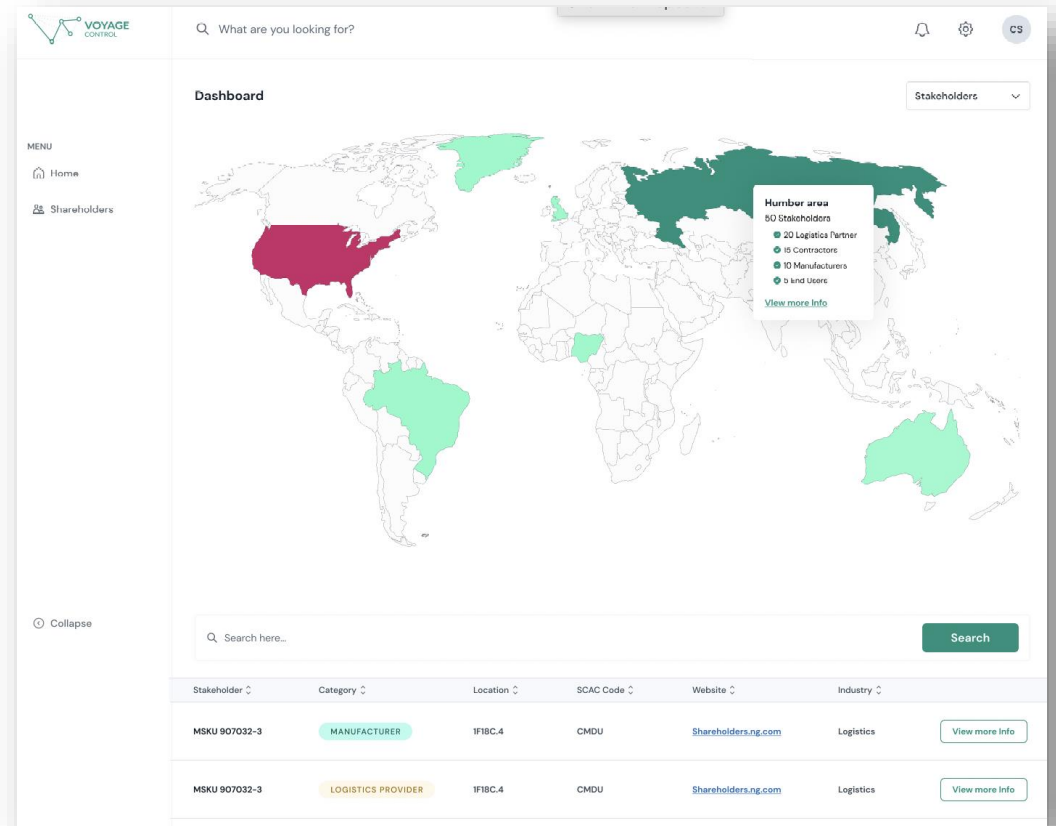 VOYAGE
CONTROL
What are you looking for?
CS
Dashboard
Stakeholders
MENU
Home
Shareholders
Humber area
50 Stakeholders
20 Logistics Partner
15 Contractors
10 Manufacturers
5 End Users
View more Info
Collapse
Search here...
Search
Stakeholder Category Location SCAC Code Website Industry
MSKU 907032-3 MANUFACTURER 1F18C.4 CMDU Shareholders.ng.com Logistics View more Info
MSKU 907032-3 LOGISTICS PROVIDER 1F18C.4 CMDU Shareholders.ng.com Logistics View more Info